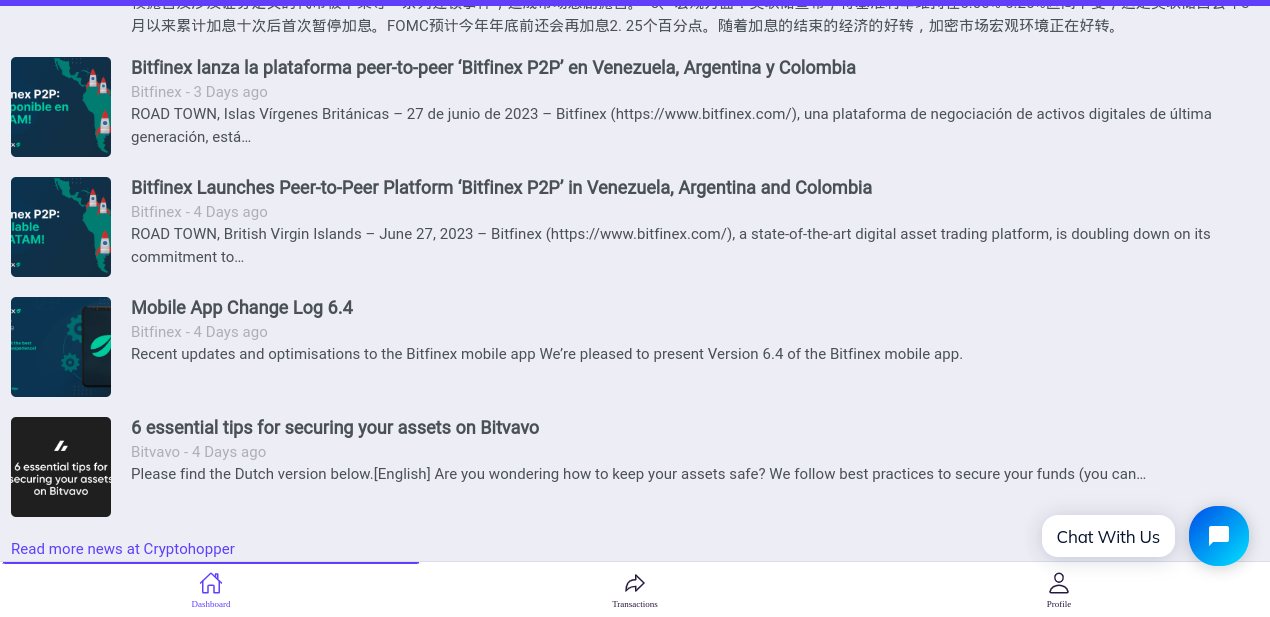 月以来累计加息十次后首次暂停加息。FOMC预计今年年底前还会再加息2. 25个百分点。随着加息的结束的经济的好转，加密市场宏观环境正在好转。
nex P2P:
ponible en
AM!
Bitfinex lanza la plataforma peer-to-peer ‘Bitfinex P2P’ en Venezuela, Argentina y Colombia
Bitfinex - 3 Days ago
ROAD TOWN, Islas Vírgenes Británicas – 27 de junio de 2023 – Bitfinex (https://www.bitfinex.com/), una plataforma de negociación de activos digitales de última
generación, está…
nex P2P:
ilable
ATAM!
Bitfinex Launches Peer-to-Peer Platform ‘Bitfinex P2P’ in Venezuela, Argentina and Colombia
Bitfinex - 4 Days ago
ROAD TOWN, British Virgin Islands – June 27, 2023 – Bitfinex (https://www.bitfinex.com/), a state-of-the-art digital asset trading platform, is doubling down on its
commitment to…
Mobile App Change Log 6.4
Bitfinex - 4 Days ago
Recent updates and optimisations to the Bitfinex mobile app We’re pleased to present Version 6.4 of the Bitfinex mobile app.
6 essential tips for
securing your assets
on Bitvavo
6 essential tips for securing your assets on Bitvavo
Bitvavo - 4 Days ago
Please find the Dutch version below.[English] Are you wondering how to keep your assets safe? We follow best practices to secure your funds (you can…
Chat With Us
Read more news at Cryptohopper
Dashboard
Transactions
Profile